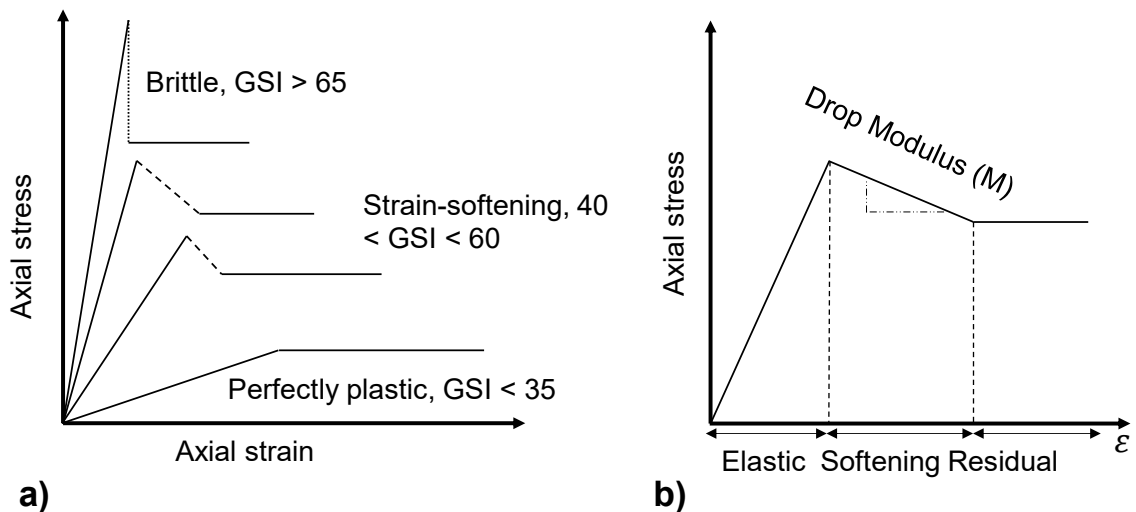 Axial stress
Brittle, GSI > 65
Strain-softening, 40
< GSI < 60
Perfectly plastic, GSI < 35
Axial strain
a)
Axial stress
Drop Modulus (M)
Elastic Softening Residual
ε
b)